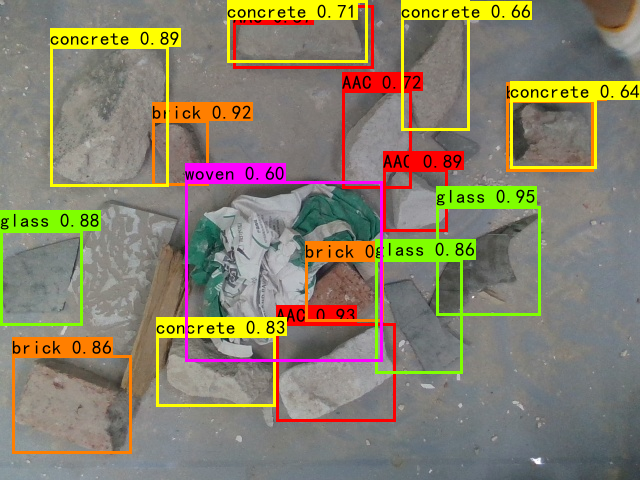 concrete 0.71
concrete 0.66
concrete 0.89
AAC 0.72
concrete 0.64
brick 0.92
AAC 0.89
woven 0.60
glass 0.95
glass 0.88
brick 0
glass 0.86
AAC 0.93
concrete 0.83
brick 0.86